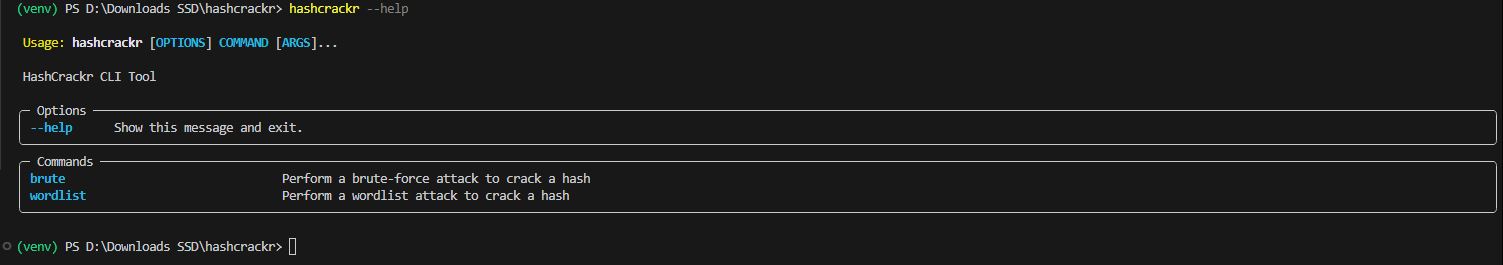 (venv) PS D:\Downloads SSD\hashcrackr> hashcrackr --help
Usage: hashcrackr [OPTIONS] COMMAND [ARGS]...
HashCrackr CLI Tool
Options
--help Show this message and exit.
Commands
brute Perform a brute-force attack to crack a hash
wordlist Perform a wordlist attack to crack a hash
(venv) PS D:\Downloads SSD\hashcrackr>